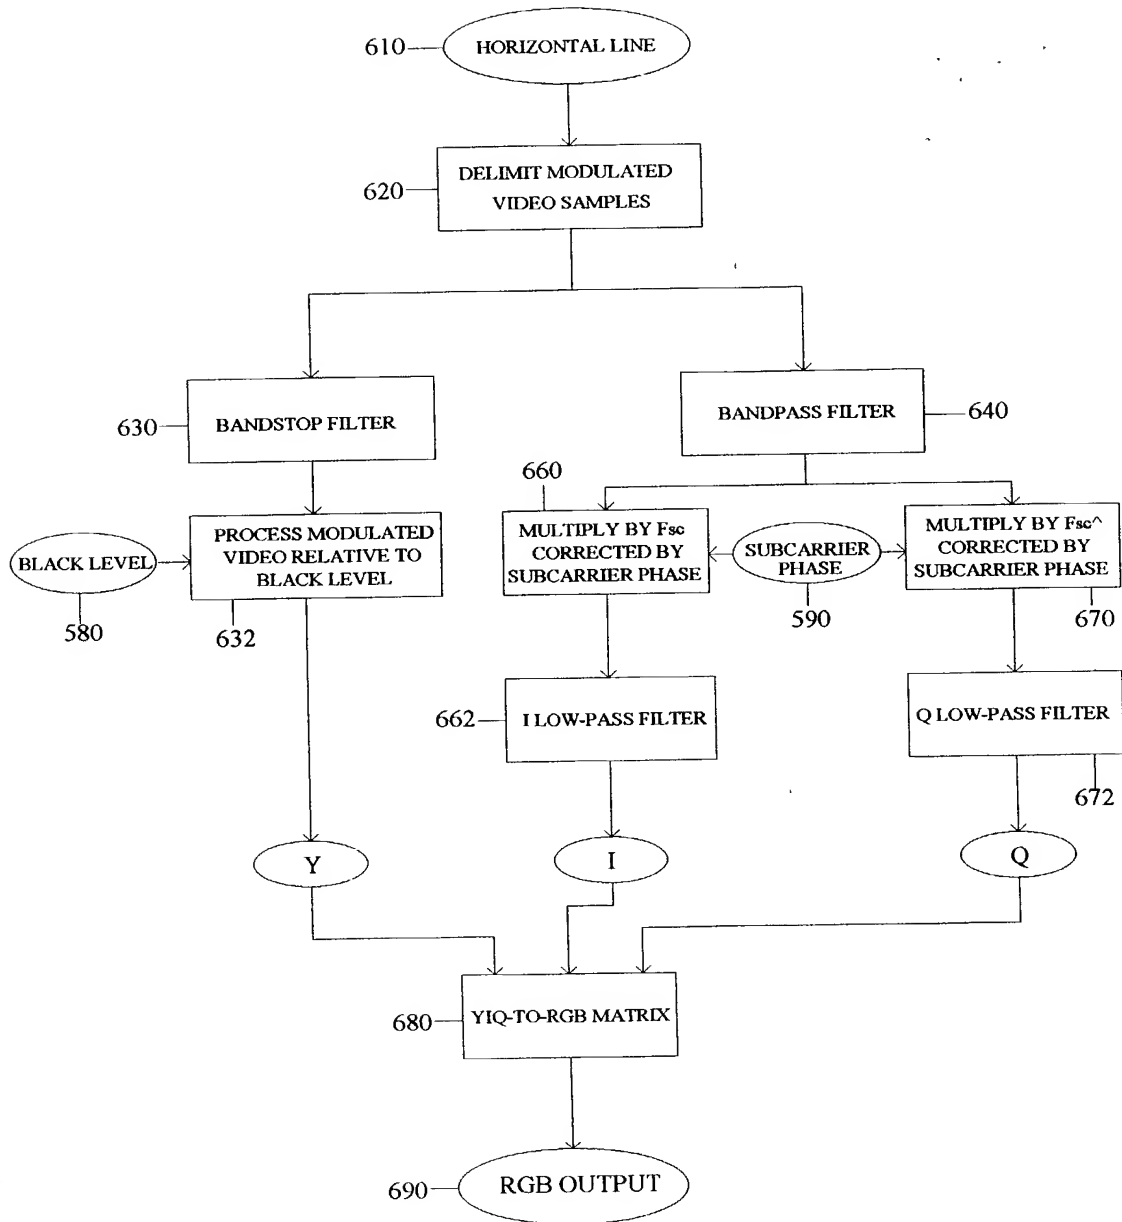 610
HORIZONTAL LINE
620
DELIMIT MODULATED
VIDEO SAMPLES
630
BANDSTOP FILTER
BANDPASS FILTER
640
BLACK LEVEL
580
PROCESS MODULATED
VIDEO RELATIVE TO
BLACK LEVEL
632
660
MULTIPLY BY Fsc
CORRECTED BY
SUBCARRIER PHASE
SUBCARRIER
PHASE
590
MULTIPLY BY Fsc^
CORRECTED BY
SUBCARRIER PHASE
670
662
I LOW-PASS FILTER
Q LOW-PASS FILTER
672
Y
I
Q
680
YIQ-TO-RGB MATRIX
690
RGB OUTPUT